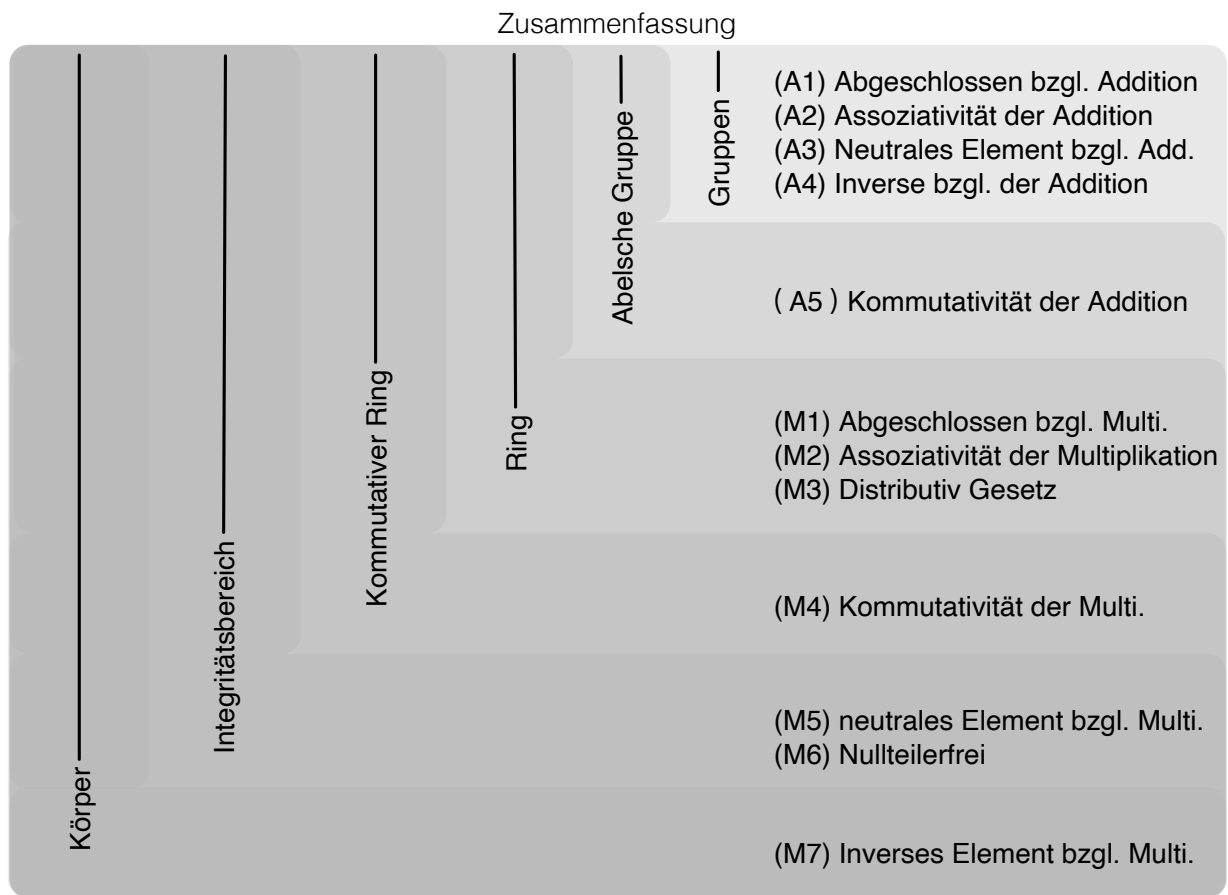 Zusammenfassung
Körper
Integritätsbereich
Kommutativer Ring
Ring
Abelsche Gruppe
Gruppen
(A1) Abgeschlossen bzgl. Addition
(A2) Assoziativität der Addition
(A3) Neutrales Element bzgl. Add.
(A4) Inverse bzgl. der Addition
( A5 ) Kommutativität der Addition
(M1) Abgeschlossen bzgl. Multi.
(M2) Assoziativität der Multiplikation
(M3) Distributiv Gesetz
(M4) Kommutativität der Multi.
(M5) neutrales Element bzgl. Multi.
(M6) Nullteilerfrei
(M7) Inverses Element bzgl. Multi.